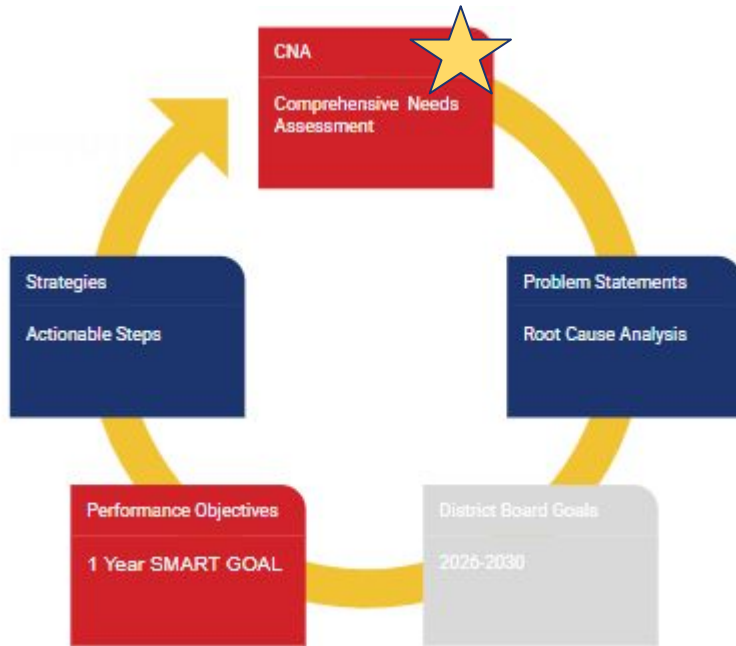 CNA
Comprehensive Needs
Assessment
Strategies
Actionable Steps
Problem Statements
Root Cause Analysis
Performance Objectives
1 Year SMART GOAL
District Board Goals
2026-2030